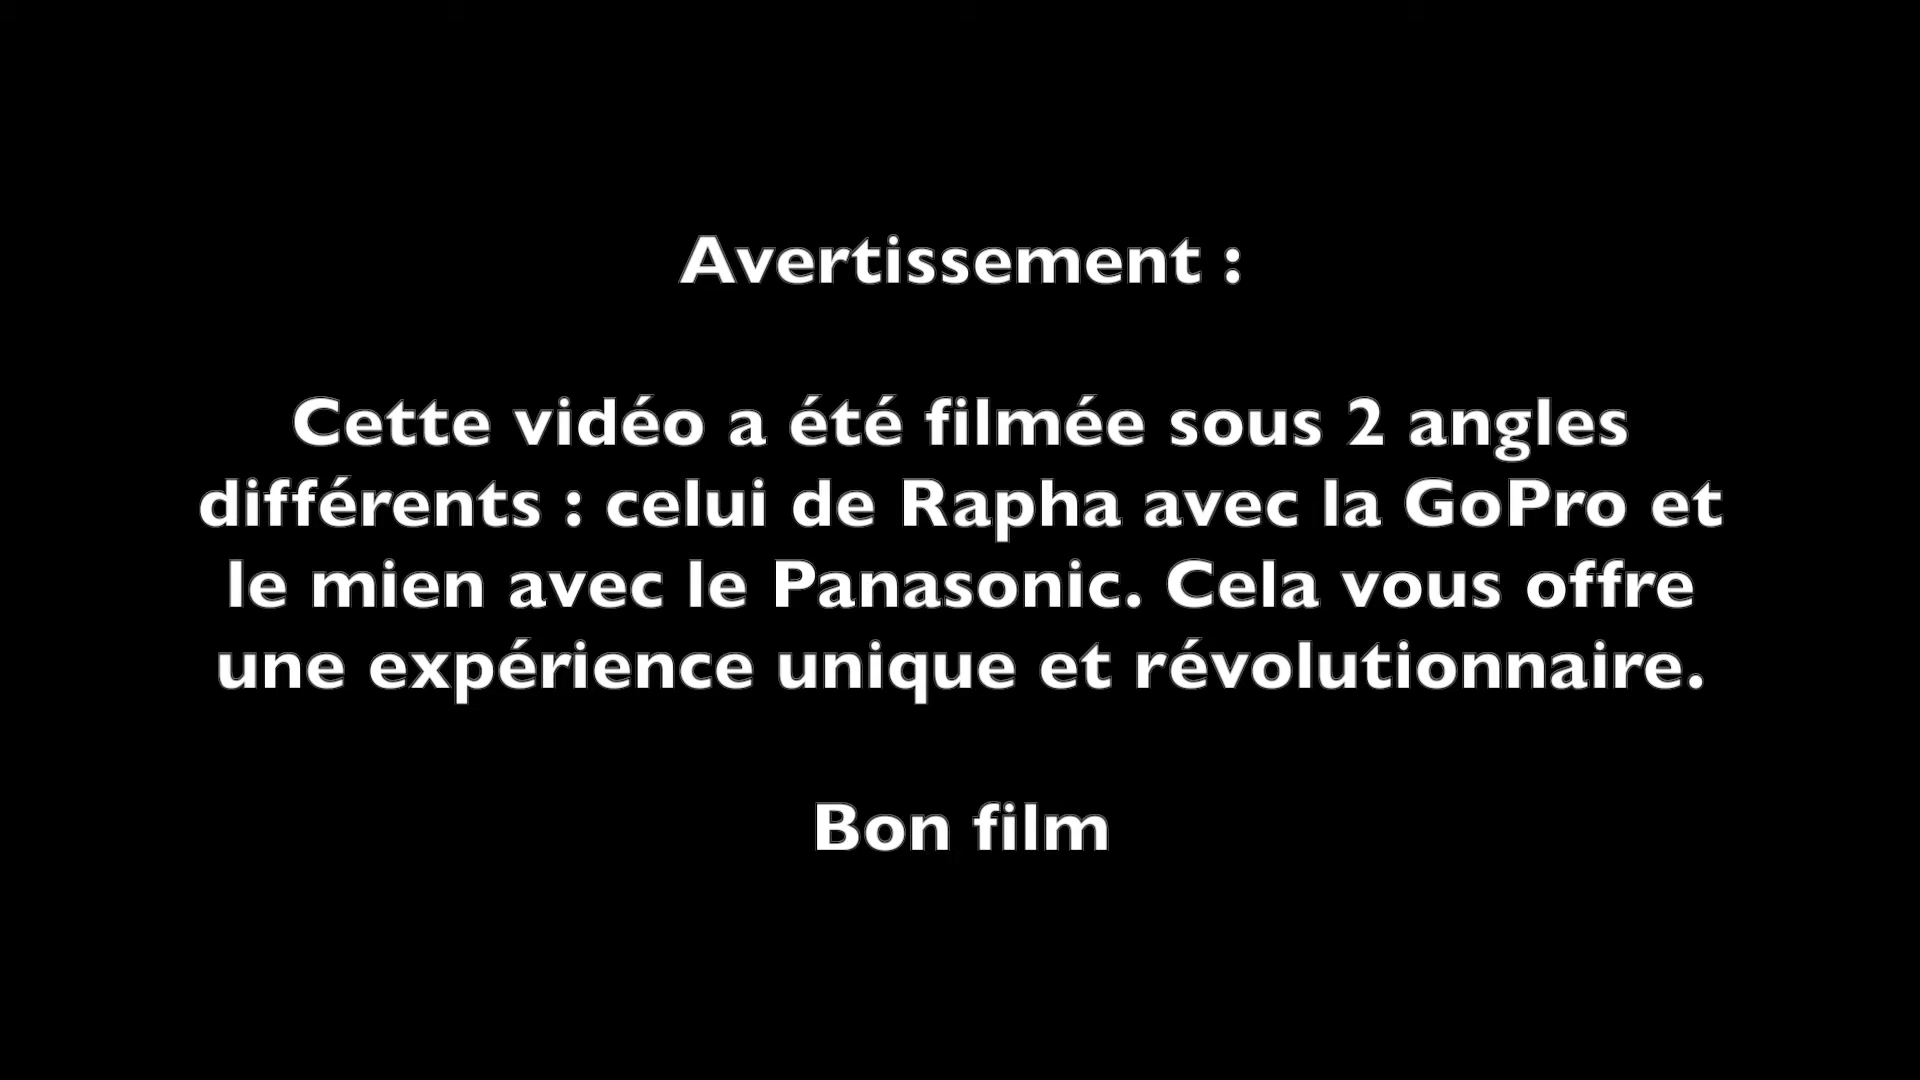 Avertissement :
Cette vidéo a été filmée sous 2 angles
différents : celui de Rapha avec la GoPro et
le mien avec le Panasonic. Cela vous offre
une expérience unique et révolutionnaire.
Bon film